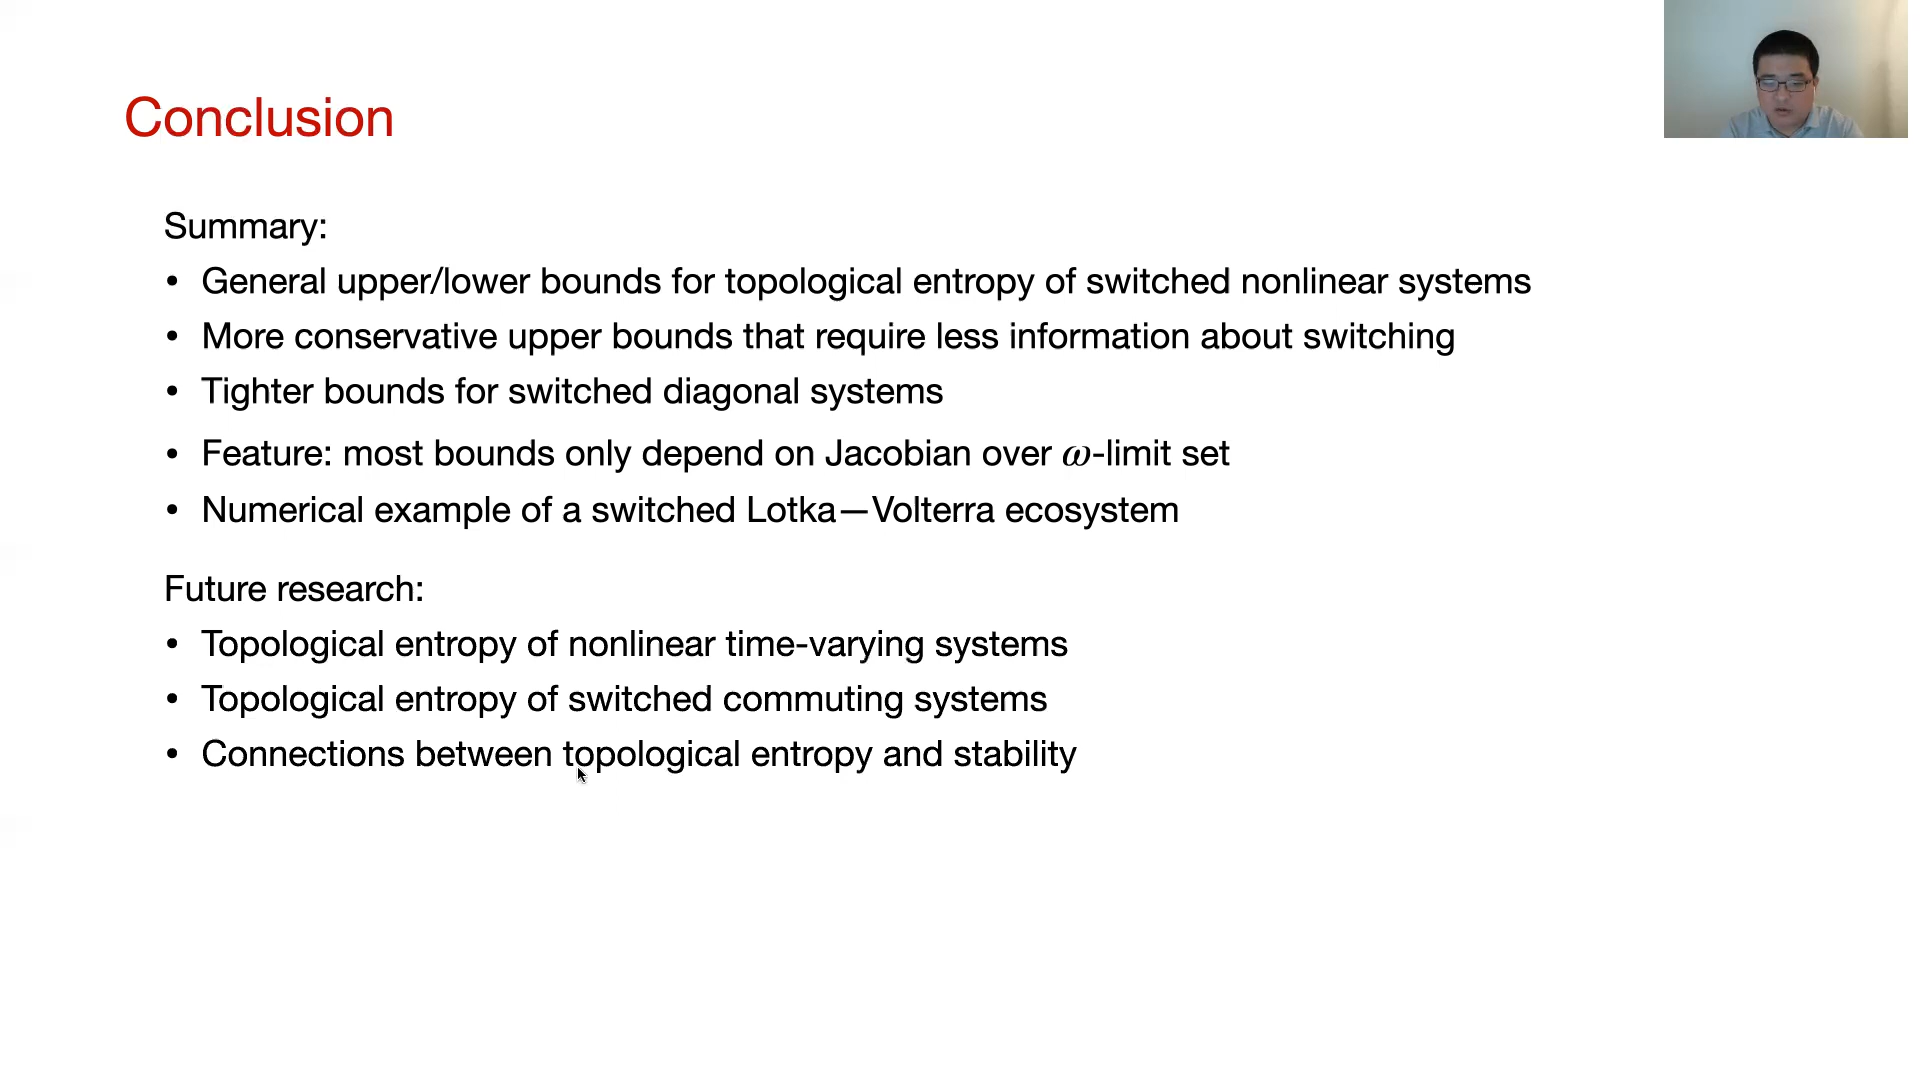 Conclusion
Summary:
• General upper/lower bounds for topological entropy of switched nonlinear systems
• More conservative upper bounds that require less information about switching
• Tighter bounds for switched diagonal systems
• Feature: most bounds only depend on Jacobian over ω-limit set
• Numerical example of a switched Lotka—Volterra ecosystem
Future research:
• Topological entropy of nonlinear time-varying systems
• Topological entropy of switched commuting systems
• Connections between topological entropy and stability